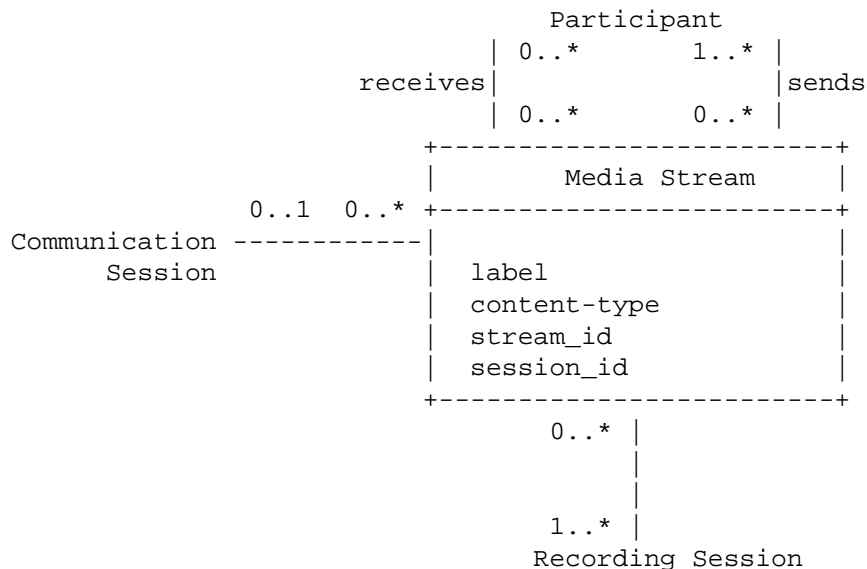 Participant
0..* 1..*
receives sends
0..* 0..*
Media Stream
0..1 0..*
Communication
Session label
content-type
stream_id
session_id
0..*
1..*
Recording Session